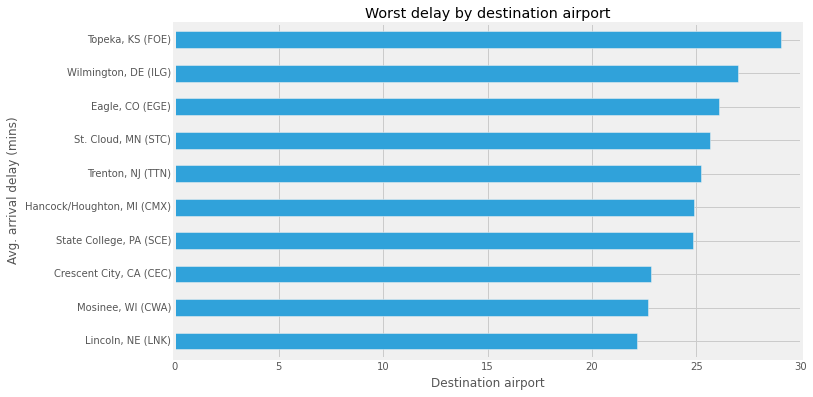 Worst delay by destination airport
Avg. arrival delay (mins)
Topeka, KS (FOE)
Wilmington, DE (ILG)
Eagle, CO (EGE)
St. Cloud, MN (STC)
Trenton, NJ (TTN)
Hancock/Houghton, MI (CMX)
State College, PA (SCE)
Crescent City, CA (CEC)
Mosinee, WI (CWA)
Lincoln, NE (LNK)
0 5 10 15 20 25 30
Destination airport